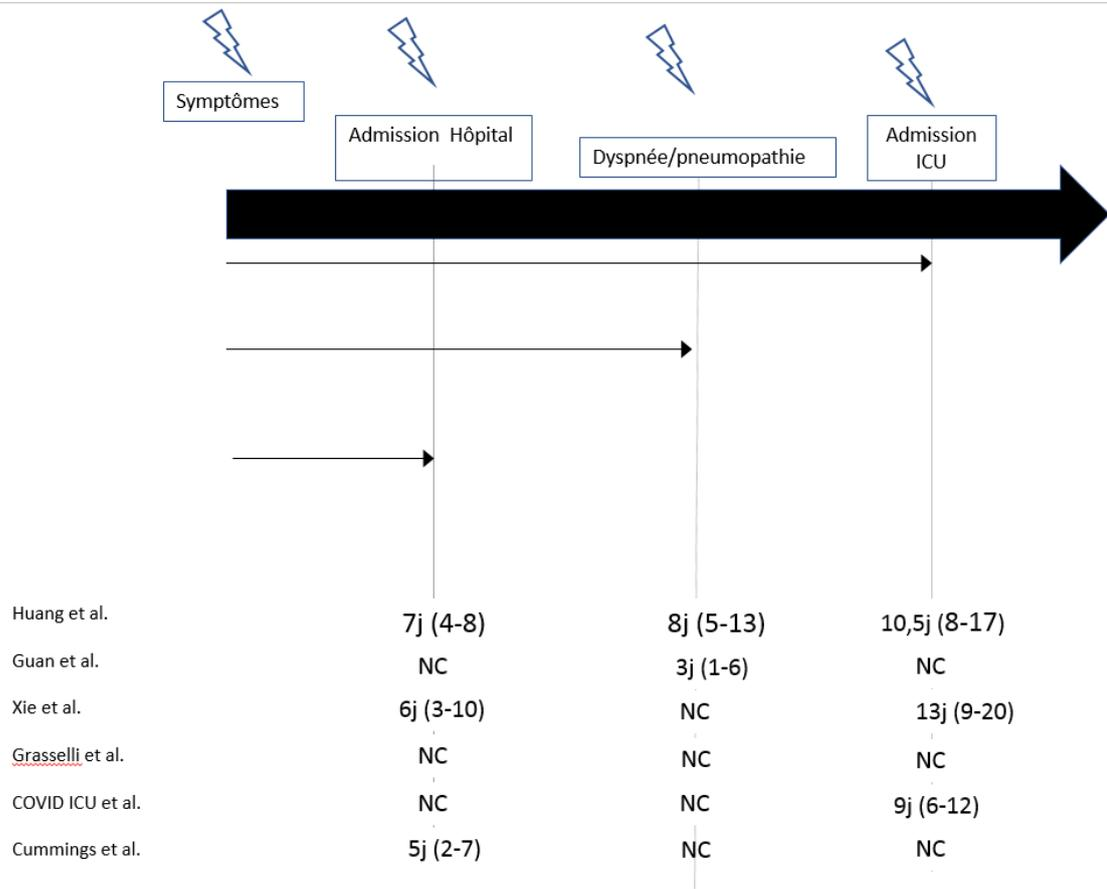 Symptômes
Admission Hôpital
Dyspnée/pneumopathie
Admission
ICU
Huang et al. 7j (4-8) 8j (5-13) 10,5j (8-17)
Guan et al. NC 3j (1-6) NC
Xie et al. 6j (3-10) NC 13j (9-20)
Grasselli et al. NC NC NC
COVID ICU et al. NC NC 9j (6-12)
Cummings et al. 5j (2-7) NC NC